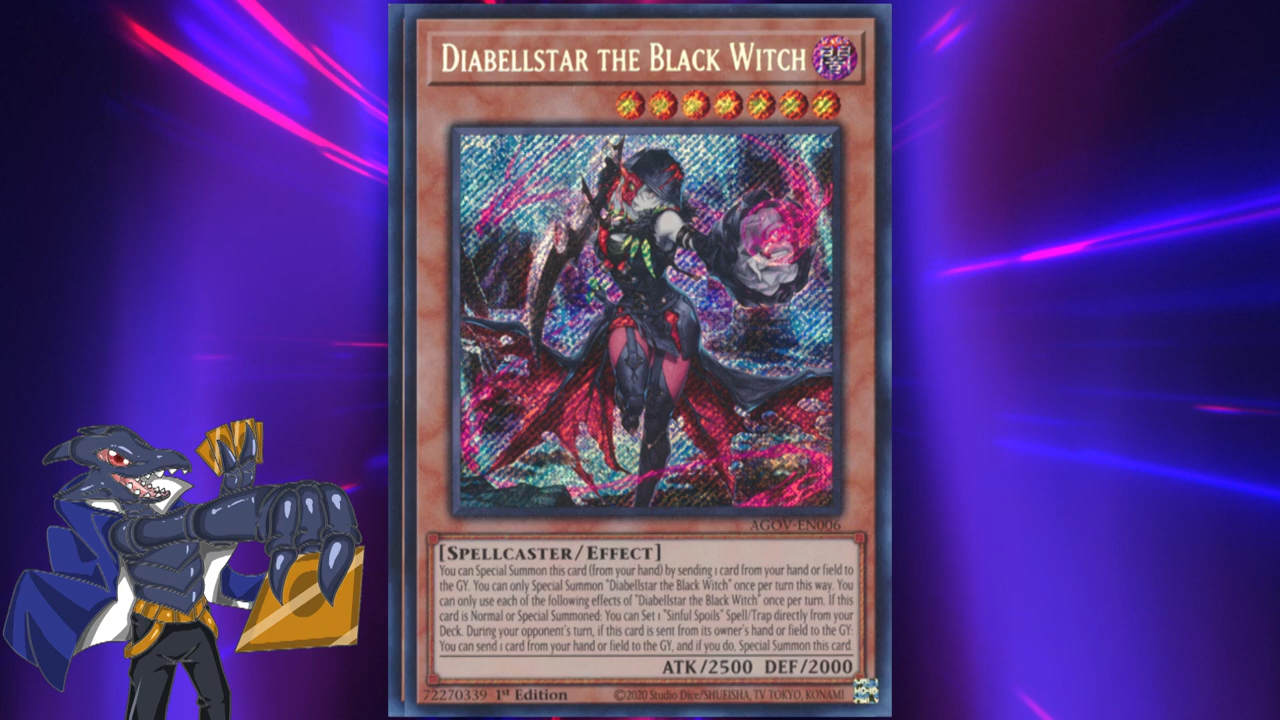 DIABELLSTAR THE BLACK WITCH
闇
AGOV-EN006
[SPELLCASTER/EFFECT]
You can Special Summon this card (from your hand) by sending 1 card from your hand or field to
the GY. You can only Special Summon "Diabellstar the Black Witch" once per turn this way. You
can only use each of the following effects of "Diabellstar the Black Witch" once per turn. If this
card is Normal or Special Summoned: You can Set 1 "Sinful Spoils" Spell/Trap directly from your
Deck. During your opponent's turn, if this card is sent from its owner's hand or field to the GY:
You can send 1 card from your hand or field to the GY, and if you do, Special Summon this card.
ATK/2500 DEF/2000
72270339 1st Edition ©2020 Studio Dice/SHUEISHA, TV TOKYO, KONAMI